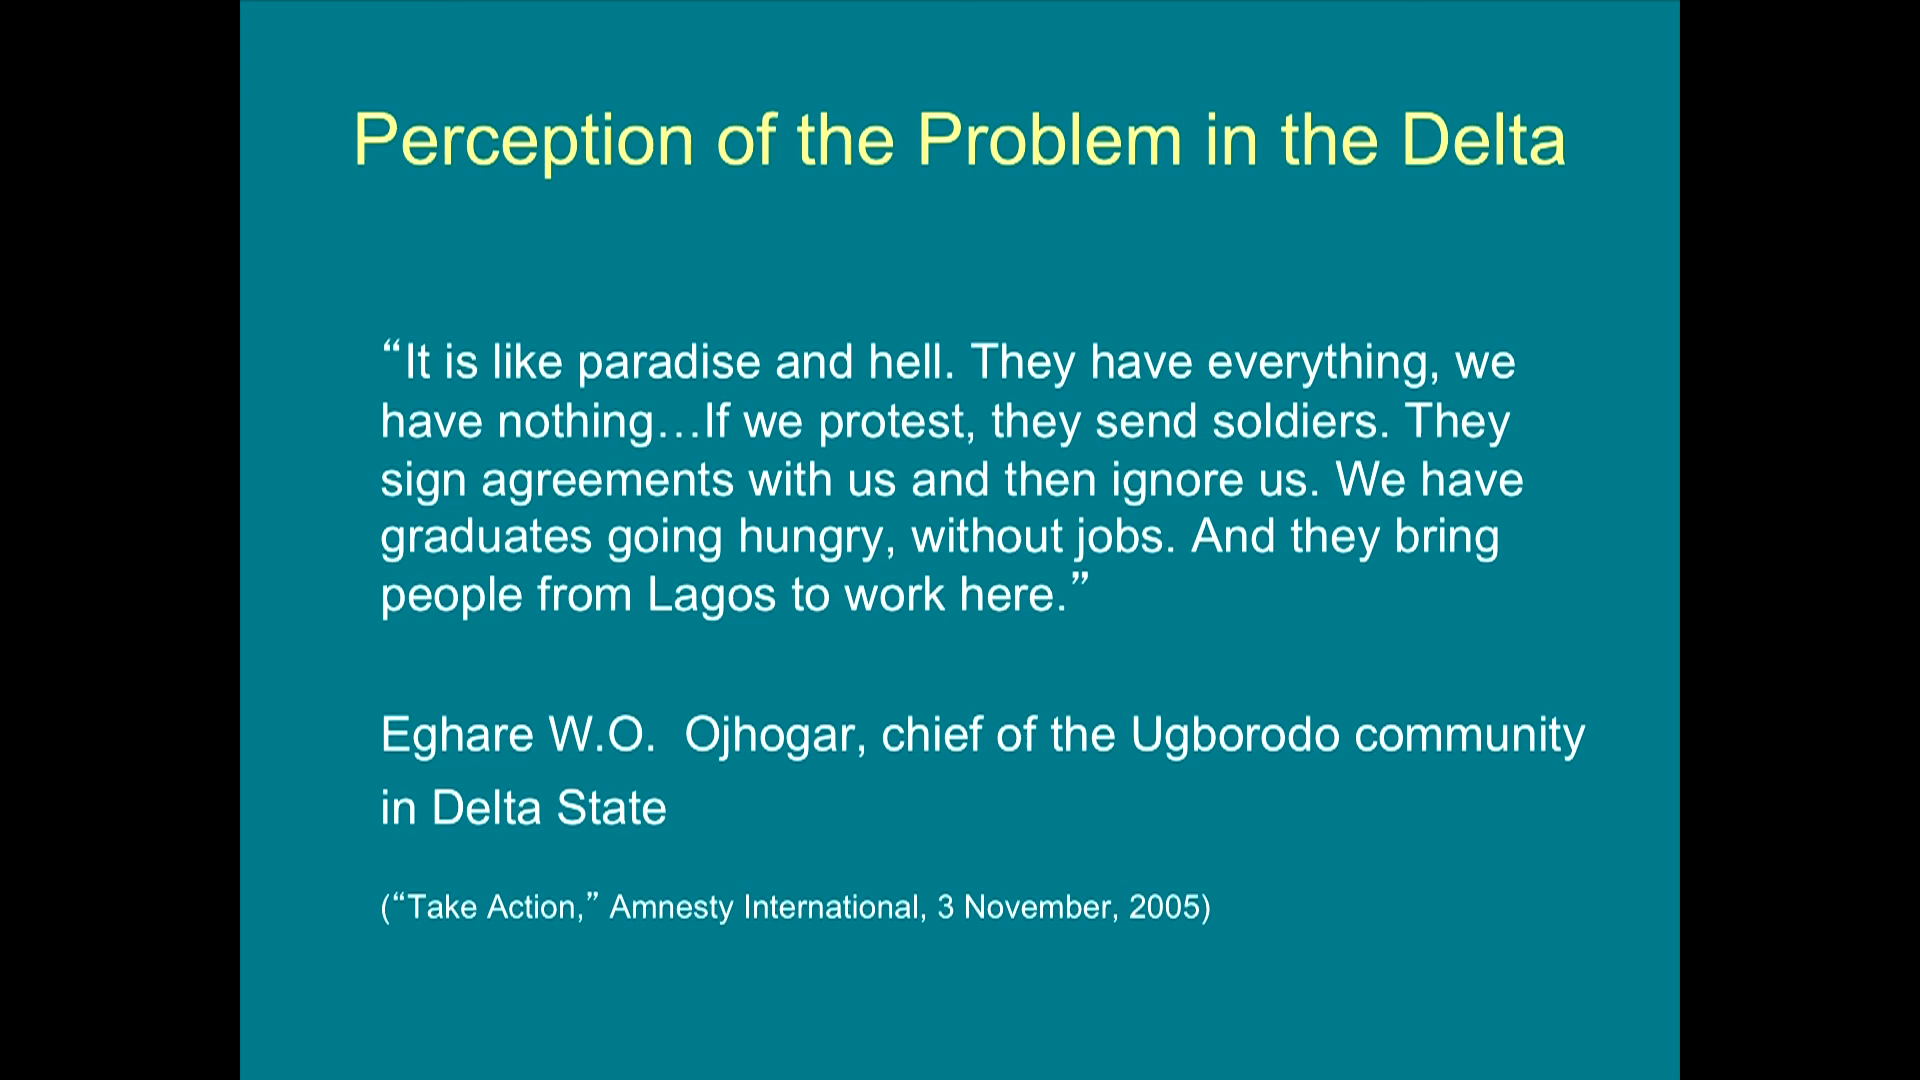 Perception of the Problem in the Delta
“It is like paradise and hell. They have everything, we
have nothing…If we protest, they send soldiers. They
sign agreements with us and then ignore us. We have
graduates going hungry, without jobs. And they bring
people from Lagos to work here.”
Eghare W.O.  Ojhogar, chief of the Ugborodo community
in Delta State
(“Take Action,” Amnesty International, 3 November, 2005)